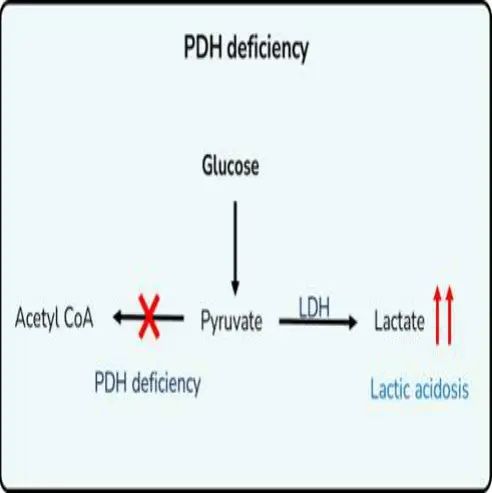 PDH deficiency
Glucose
Acetyl CoA
Pyruvate
LDH
Lactate
PDH deficiency
Lactic acidosis